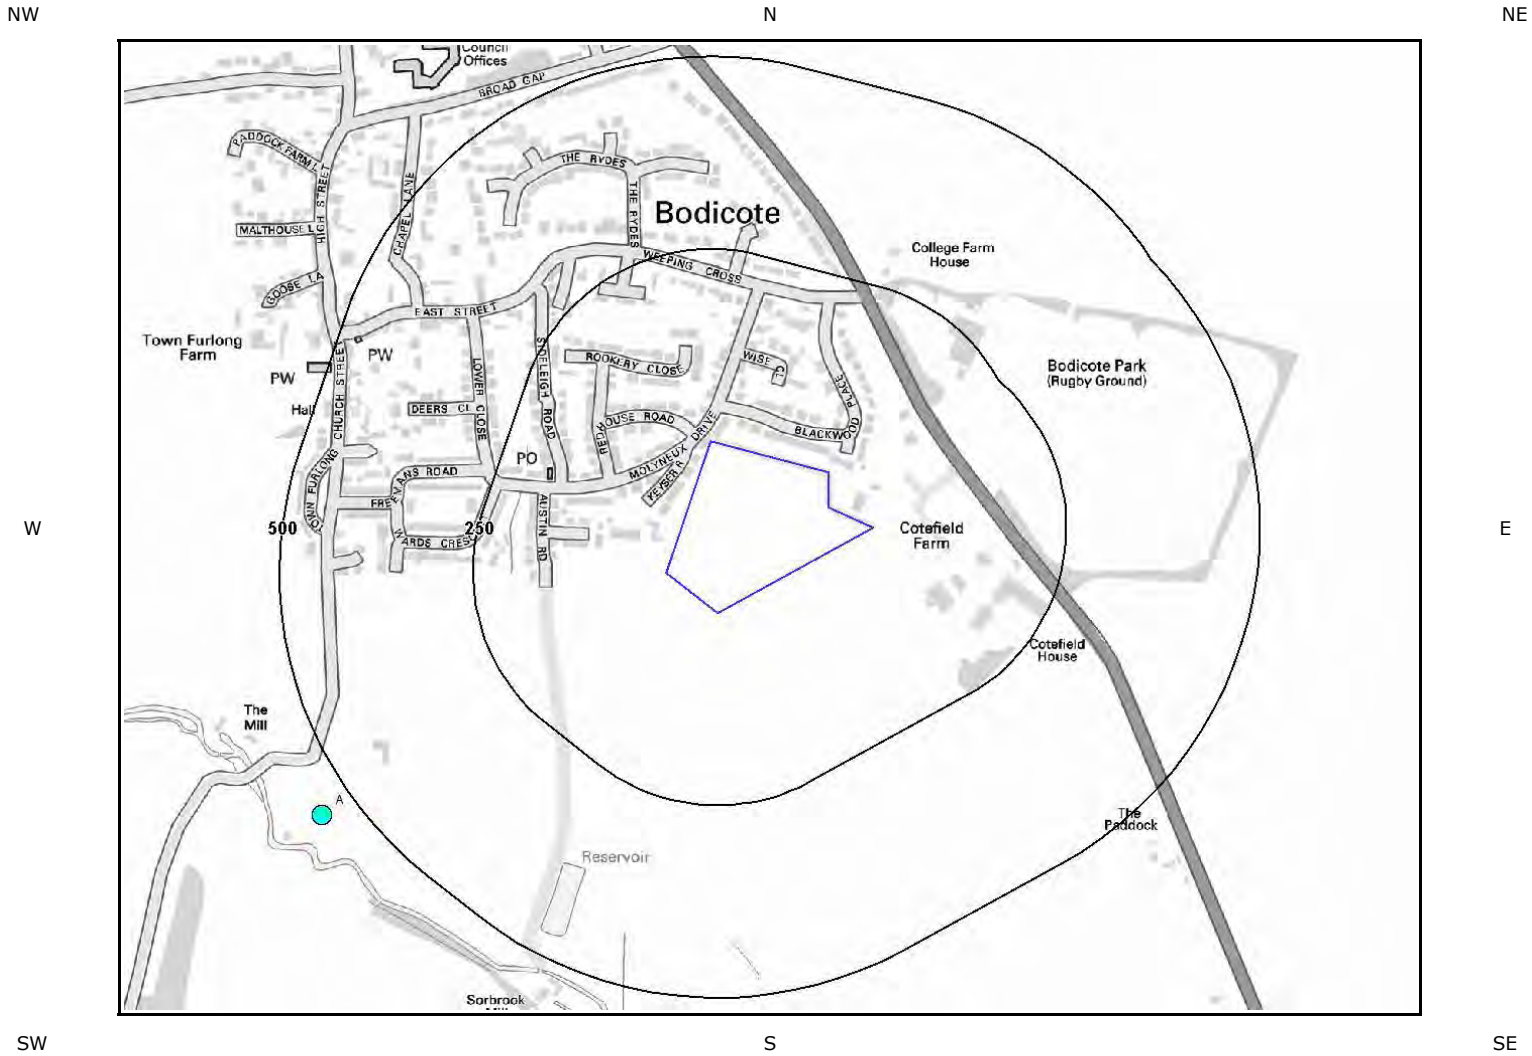 NW
N
NE
Council
Offices
BROAD GAP
PADDOCK FARM L
THE RYDES
HIGH STREET
CHAPEL LANE
THE RYDES
Bodicote
MALTHOUSE L
College Farm
House
WEEPING CROSS
GOOSE LA
EAST STREET
Town Furlong
Farm
PW
PW
SIDELEIGH ROAD
ROOKERY CLOSE
WISE CL
Bodicote Park
(Rugby Ground)
LOWER CLOSE
CHURCH STREET
Hall
DEERS CL
PLACE
BLACKWOOD
RED HOUSE ROAD
MOLYNEUX DRIVE
PO
KEYSER R
TOWN FURLONG
FREEMANS ROAD
AUSTIN RD
W
500
250
WARDS CRES
Cotefield
Farm
E
Cotefield
House
The
Mill
A
The
Paddock
Reservoir
Sorbrook
SW
S
SE